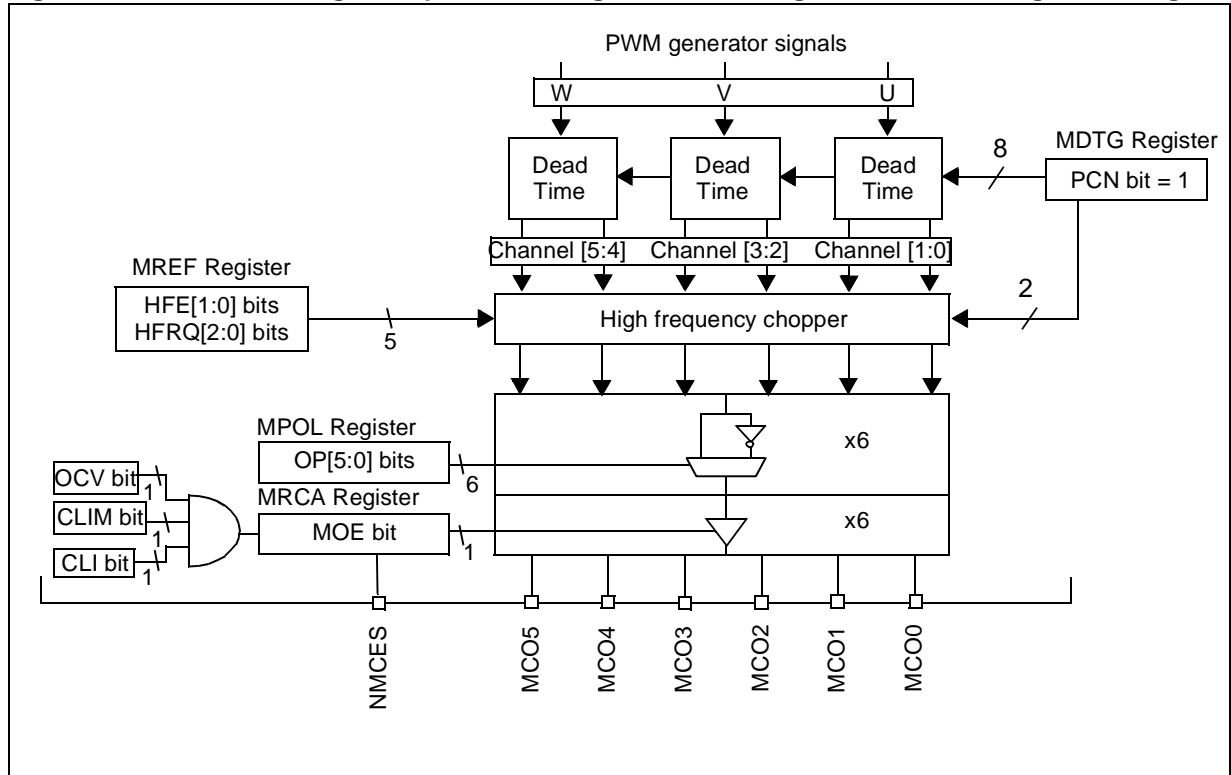 PWM generator signals
W V U
MDTG Register
8
Dead Time
Dead Time
Dead Time
PCN bit = 1
Channel [5:4] Channel [3:2] Channel [1:0]
MREF Register
HFE[1:0] bits
HFRQ[2:0] bits
5
High frequency chopper
2
MPOL Register
OP[5:0] bits
6
x6
OCV bit
1
CLIM bit
1
CLI bit
1
MRCA Register
MOE bit
1
x6
NMCES
MCO5
MCO4
MCO3
MCO2
MCO1
MCO0